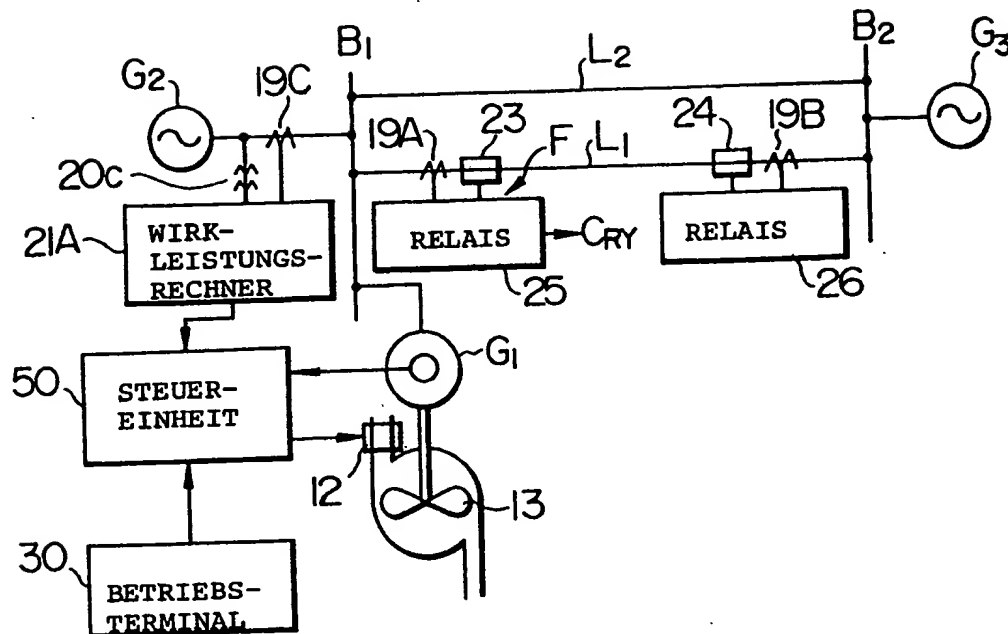 B1
B2
G2
G3
19C
L2
19A
23
24
19B
F
L1
20c
21A
WIRK-
LEISTUNGS-
RECHNER
RELAIS
CRY
RELAIS
25
26
G1
50
STEUER-
EINHEIT
12
13
30
BETRIEBS-
TERMINAL